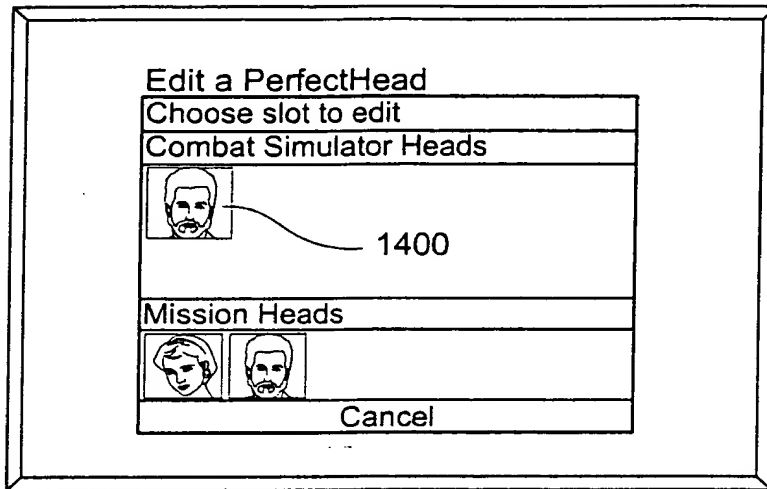 Edit a PerfectHead
Choose slot to edit
Combat Simulator Heads
1400
Mission Heads
Cancel